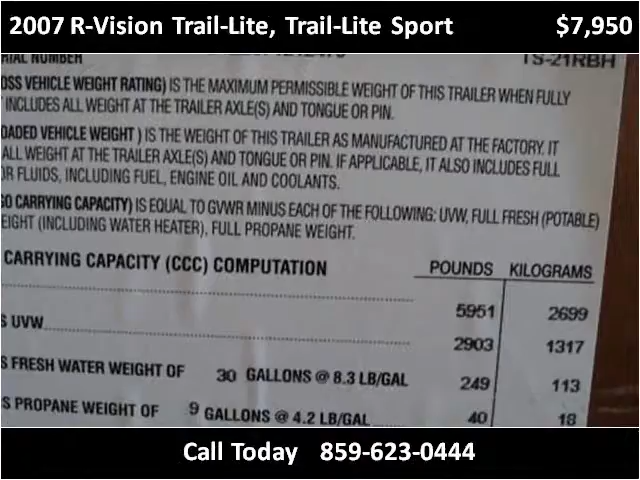 2007 R-Vision Trail-Lite, Trail-Lite Sport $7,950
RIAL NUMBER TS-21RBH
OSS VEHICLE WEIGHT RATING) IS THE MAXIMUM PERMISSIBLE WEIGHT OF THIS TRAILER WHEN FULLY
INCLUDES ALL WEIGHT AT THE TRAILER AXLE(S) AND TONGUE OR PIN.
OADED VEHICLE WEIGHT ) IS THE WEIGHT OF THIS TRAILER AS MANUFACTURED AT THE FACTORY. IT
ALL WEIGHT AT THE TRAILER AXLE(S) AND TONGUE OR PIN. IF APPLICABLE, IT ALSO INCLUDES FULL
OR FLUIDS, INCLUDING FUEL, ENGINE OIL AND COOLANTS.
GO CARRYING CAPACITY) IS EQUAL TO GVWR MINUS EACH OF THE FOLLOWING: UVW, FULL FRESH (POTABLE)
EIGHT (INCLUDING WATER HEATER), FULL PROPANE WEIGHT.
CARRYING CAPACITY (CCC) COMPUTATION POUNDS KILOGRAMS
5951 2699
S UVW 2903 1317
S FRESH WATER WEIGHT OF 30 GALLONS @ 8.3 LB/GAL 249 113
S PROPANE WEIGHT OF 9 GALLONS @ 4.2 LB/GAL 40 18
Call Today 859-623-0444